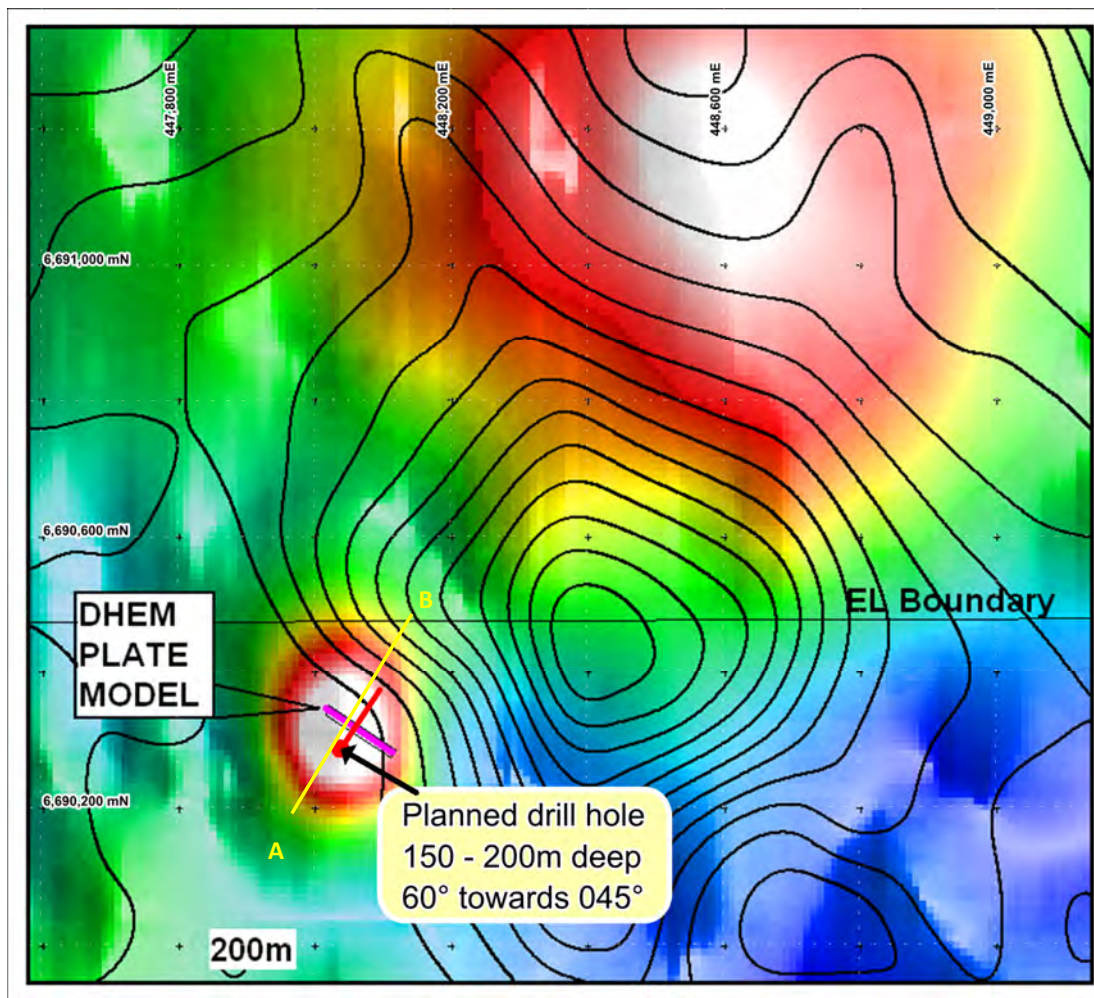 447,800 mE
448,200 mE
448,600 mE
449,000 mE
6,691,000 mN
6,690,600 mN
DHEM
PLATE
MODEL
B
EL Boundary
6,690,200 mN
A
Planned drill hole
150 - 200m deep
60° towards 045°
200m